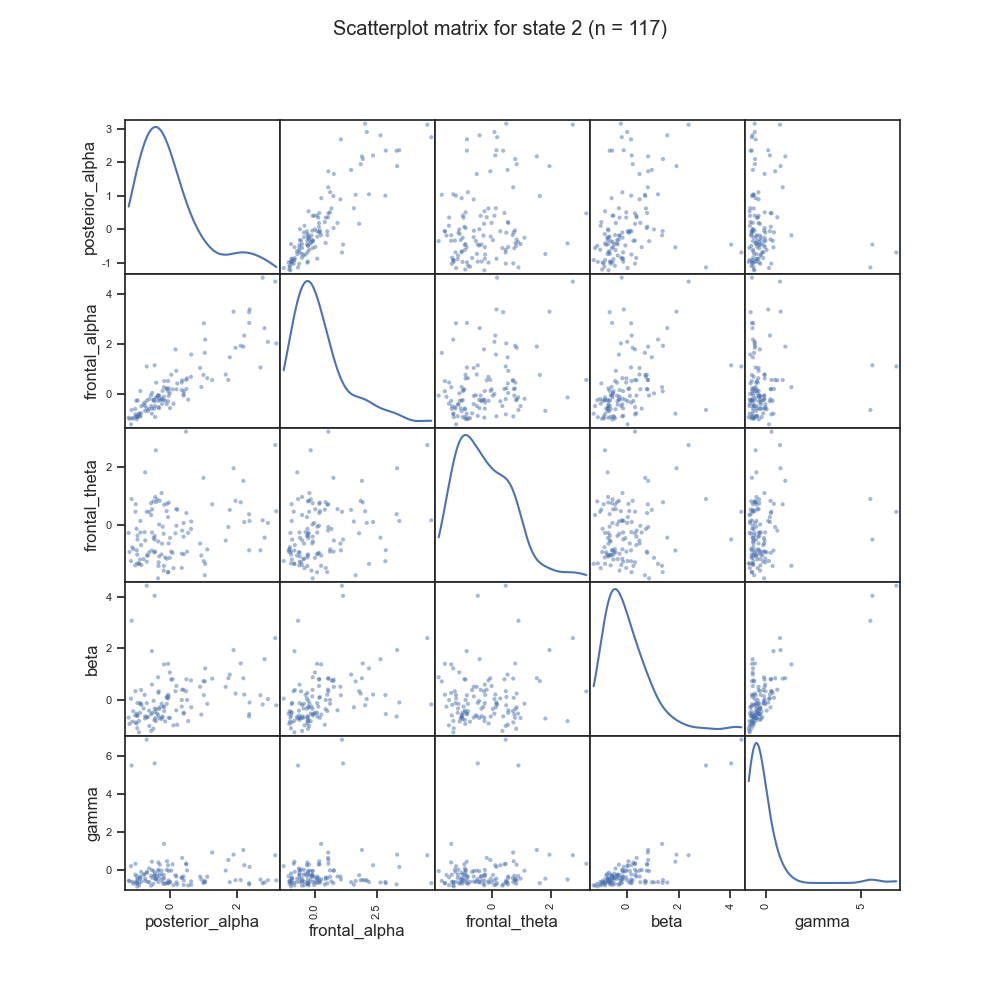 Scatterplot matrix for state 2 (n = 117)
posterior_alpha
3
2
1
0
-1
frontal_alpha
4
2
0
frontal_theta
2
0
beta
4
2
0
gamma
6
4
2
0
0 2 0.0 2.5 0 2 0 2 4 0 5
posterior_alpha frontal_alpha frontal_theta beta gamma